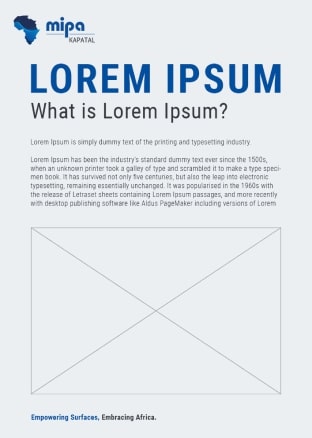 mipa
KAPATAL
LOREM IPSUM
What is Lorem Ipsum?
Lorem Ipsum is simply dummy text of the printing and typesetting industry.
Lorem Ipsum has been the industry's standard dummy text ever since the 1500s,
when an unknown printer took a galley of type and scrambled it to make a type speci-
men book. It has survived not only five centuries, but also the leap into electronic
typesetting, remaining essentially unchanged. It was popularised in the 1960s with
the release of Letraset sheets containing Lorem Ipsum passages, and more recently
with desktop publishing software like Aldus PageMaker including versions of Lorem
Empowering Surfaces, Embracing Africa.